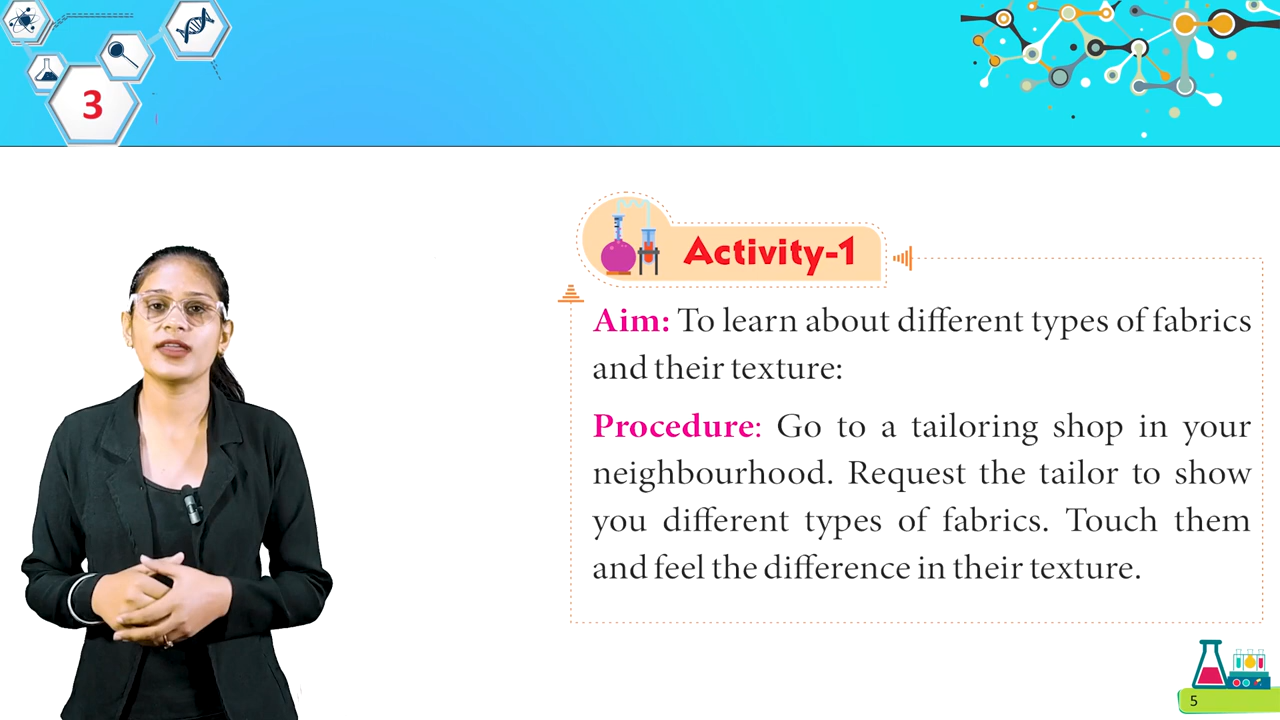 3
Activity-1
Aim: To learn about different types of fabrics
and their texture:
Procedure: Go to a tailoring shop in your
neighbourhood. Request the tailor to show
you different types of fabrics. Touch them
and feel the difference in their texture.
5